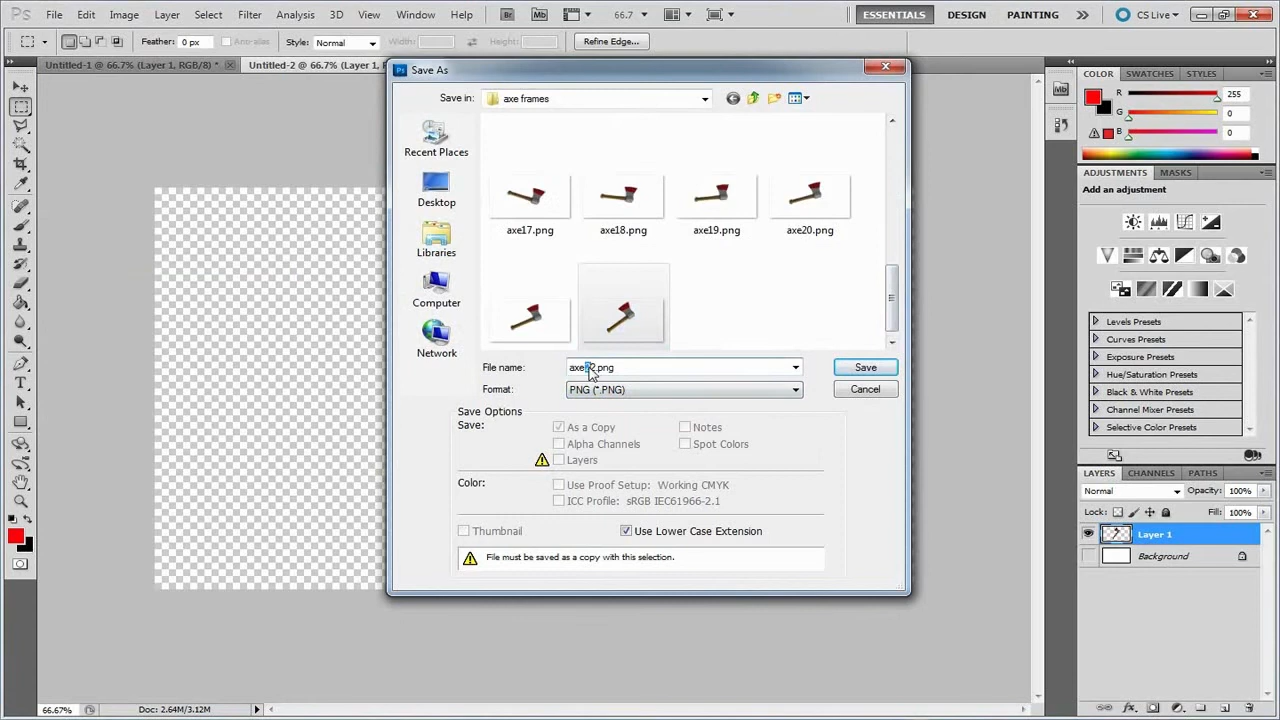 Ps File Edit Image Layer Select Filter Analysis 3D View Window Help Br Mb 66.7 ESSENTIALS DESIGN PAINTING CS Live
Feather: 0 px Anti-alias Style: Normal Width: Height: Refine Edge...
Untitled-1 @ 66.7% (Layer 1, RGB/8) * Untitled-2 @ 66.7% (Layer 1,
Save As
Save in: axe frames
Recent Places
Desktop
Libraries
Computer
Network
axe17.png axe18.png axe19.png axe20.png
File name:
Format: PNG (*.PNG)
Save
Cancel
Save Options
Save: As a Copy Notes
Alpha Channels Spot Colors
Layers
Color: Use Proof Setup: Working CMYK
ICC Profile: sRGB IEC61966-2.1
Thumbnail Use Lower Case Extension
File must be saved as a copy with this selection.
COLOR SWATCHES STYLES
R 255
G 0
B 0
ADJUSTMENTS MASKS
Add an adjustment
Levels Presets
Curves Presets
Exposure Presets
Hue/Saturation Presets
Black & White Presets
Channel Mixer Presets
Selective Color Presets
LAYERS CHANNELS PATHS
Normal Opacity: 100%
Lock: Fill: 100%
Layer 1
Background
66.67% Doc: 2.64M/3.12M